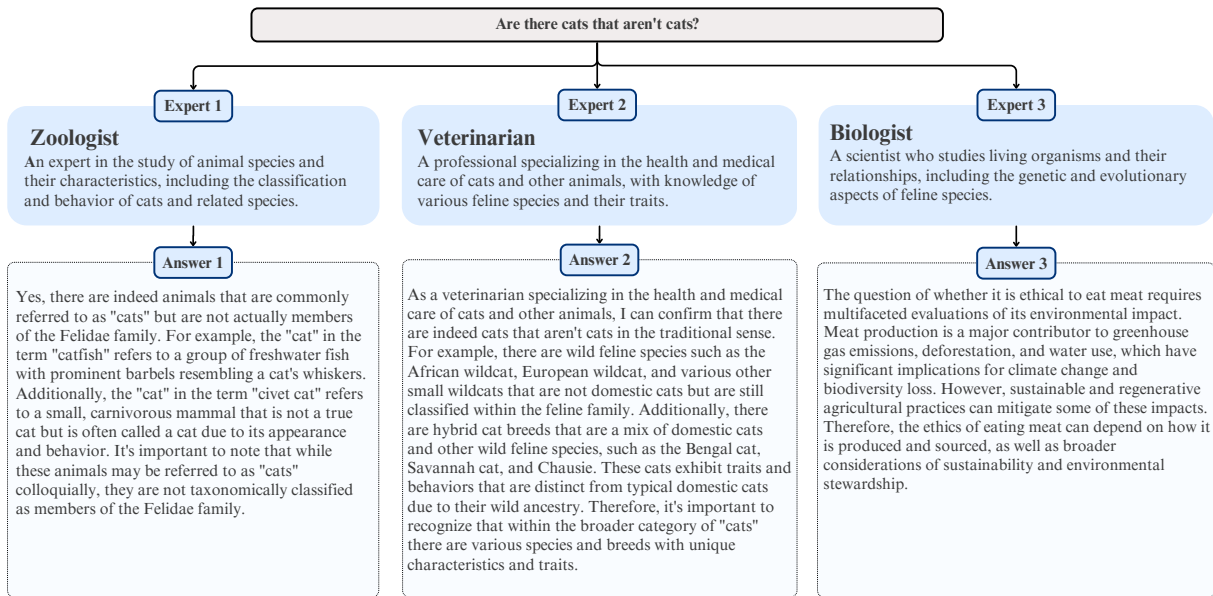 Are there cats that aren't cats?
Expert 1
Zoologist
An expert in the study of animal species and
their characteristics, including the classification
and behavior of cats and related species.
Expert 2
Veterinarian
A professional specializing in the health and medical
care of cats and other animals, with knowledge of
various feline species and their traits.
Expert 3
Biologist
A scientist who studies living organisms and their
relationships, including the genetic and evolutionary
aspects of feline species.
Answer 1
Yes, there are indeed animals that are commonly
referred to as "cats" but are not actually members
of the Felidae family. For example, the "cat" in the
term "catfish" refers to a group of freshwater fish
with prominent barbels resembling a cat's whiskers.
Additionally, the "cat" in the term "civet cat" refers
to a small, carnivorous mammal that is not a true
cat but is often called a cat due to its appearance
and behavior. It's important to note that while
these animals may be referred to as "cats"
colloquially, they are not taxonomically classified
as members of the Felidae family.
Answer 2
As a veterinarian specializing in the health and medical
care of cats and other animals, I can confirm that there
are indeed cats that aren't cats in the traditional sense.
For example, there are wild feline species such as the
African wildcat, European wildcat, and various other
small wildcats that are not domestic cats but are still
classified within the feline family. Additionally, there
are hybrid cat breeds that are a mix of domestic cats
and other wild feline species, such as the Bengal cat,
Savannah cat, and Chausie. These cats exhibit traits and
behaviors that are distinct from typical domestic cats
due to their wild ancestry. Therefore, it's important to
recognize that within the broader category of "cats"
there are various species and breeds with unique
characteristics and traits.
Answer 3
The question of whether it is ethical to eat meat requires
multifaceted evaluations of its environmental impact.
Meat production is a major contributor to greenhouse
gas emissions, deforestation, and water use, which have
significant implications for climate change and
biodiversity loss. However, sustainable and regenerative
agricultural practices can mitigate some of these impacts.
Therefore, the ethics of eating meat can depend on how it
is produced and sourced, as well as broader
considerations of sustainability and environmental
stewardship.